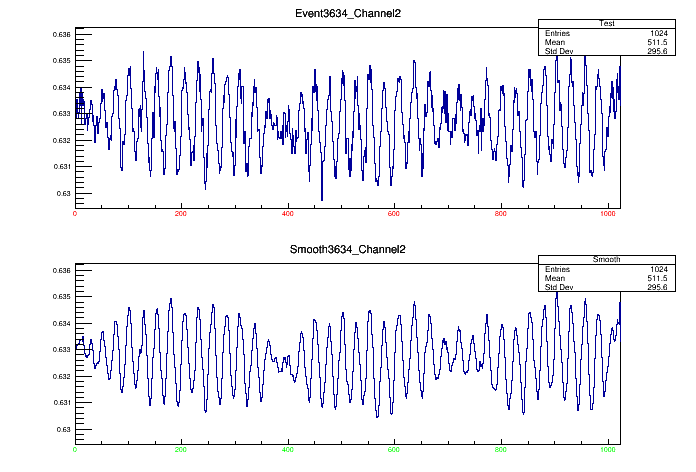 Event3634_Channel2
Test
Entries 1024
Mean 511.5
Std Dev 295.6
0.636
0.635
0.634
0.633
0.632
0.631
0.63
0 200 400 600 800 1000
Smooth3634_Channel2
Smooth
Entries 1024
Mean 511.5
Std Dev 295.6
0.636
0.635
0.634
0.633
0.632
0.631
0.63
0 200 400 600 800 1000